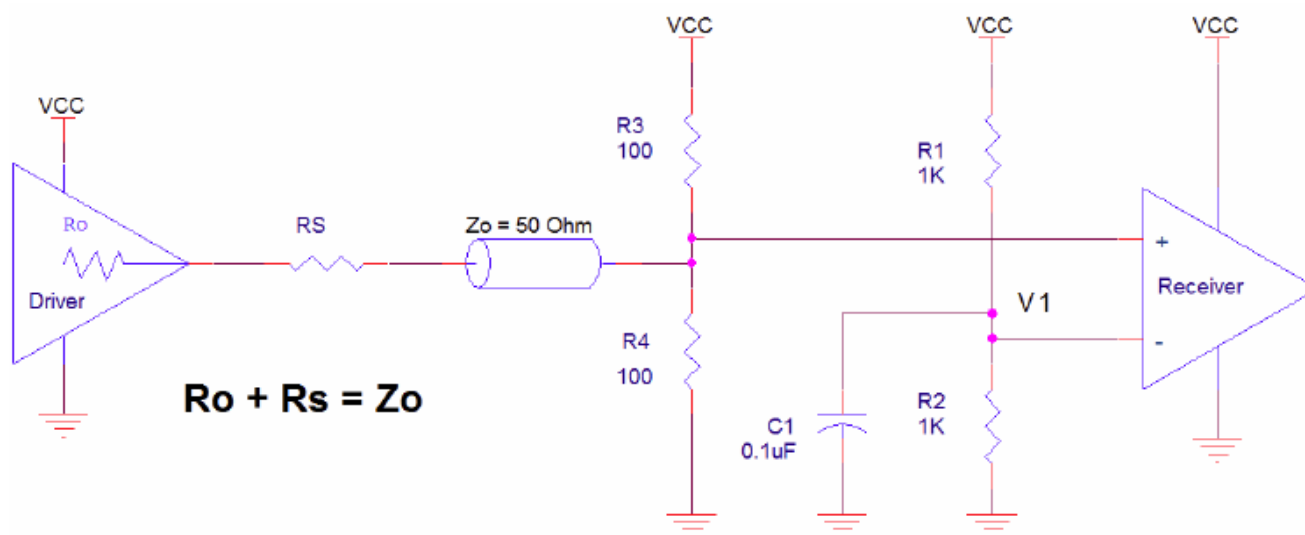 VCC
VCC
VCC
VCC
R3
100
R1
1K
Ro
RS
Zo = 50 Ohm
+
Receiver
Driver
V1
-
R4
100
Ro + Rs = Zo
C1
0.1uF
R2
1K